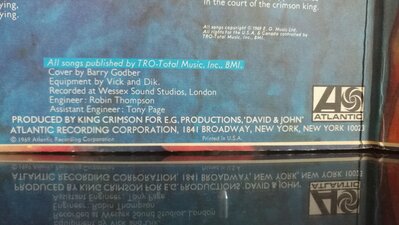 ying,
ing,
in the court of the crimson king.
All songs copyright © 1969 E. G. Music Ltd.
All rights for the U.S.A. & Canada controlled by
TRO-Total Music, Inc., BMI.
All songs published by TRO-Total Music, Inc., BMI.
Cover by Barry Godber
Equipment by Vick and Dik.
Recorded at Wessex Sound Studios, London
Engineer: Robin Thompson
Assistant Engineer: Tony Page
PRODUCED BY KING CRIMSON FOR E.G. PRODUCTIONS,'DAVID & JOHN'
ATLANTIC RECORDING CORPORATION, 1841 BROADWAY, NEW YORK, NEW YORK 10023
© 1969 Atlantic Recording Corporation Printed in U.S.A.
ATLANTIC